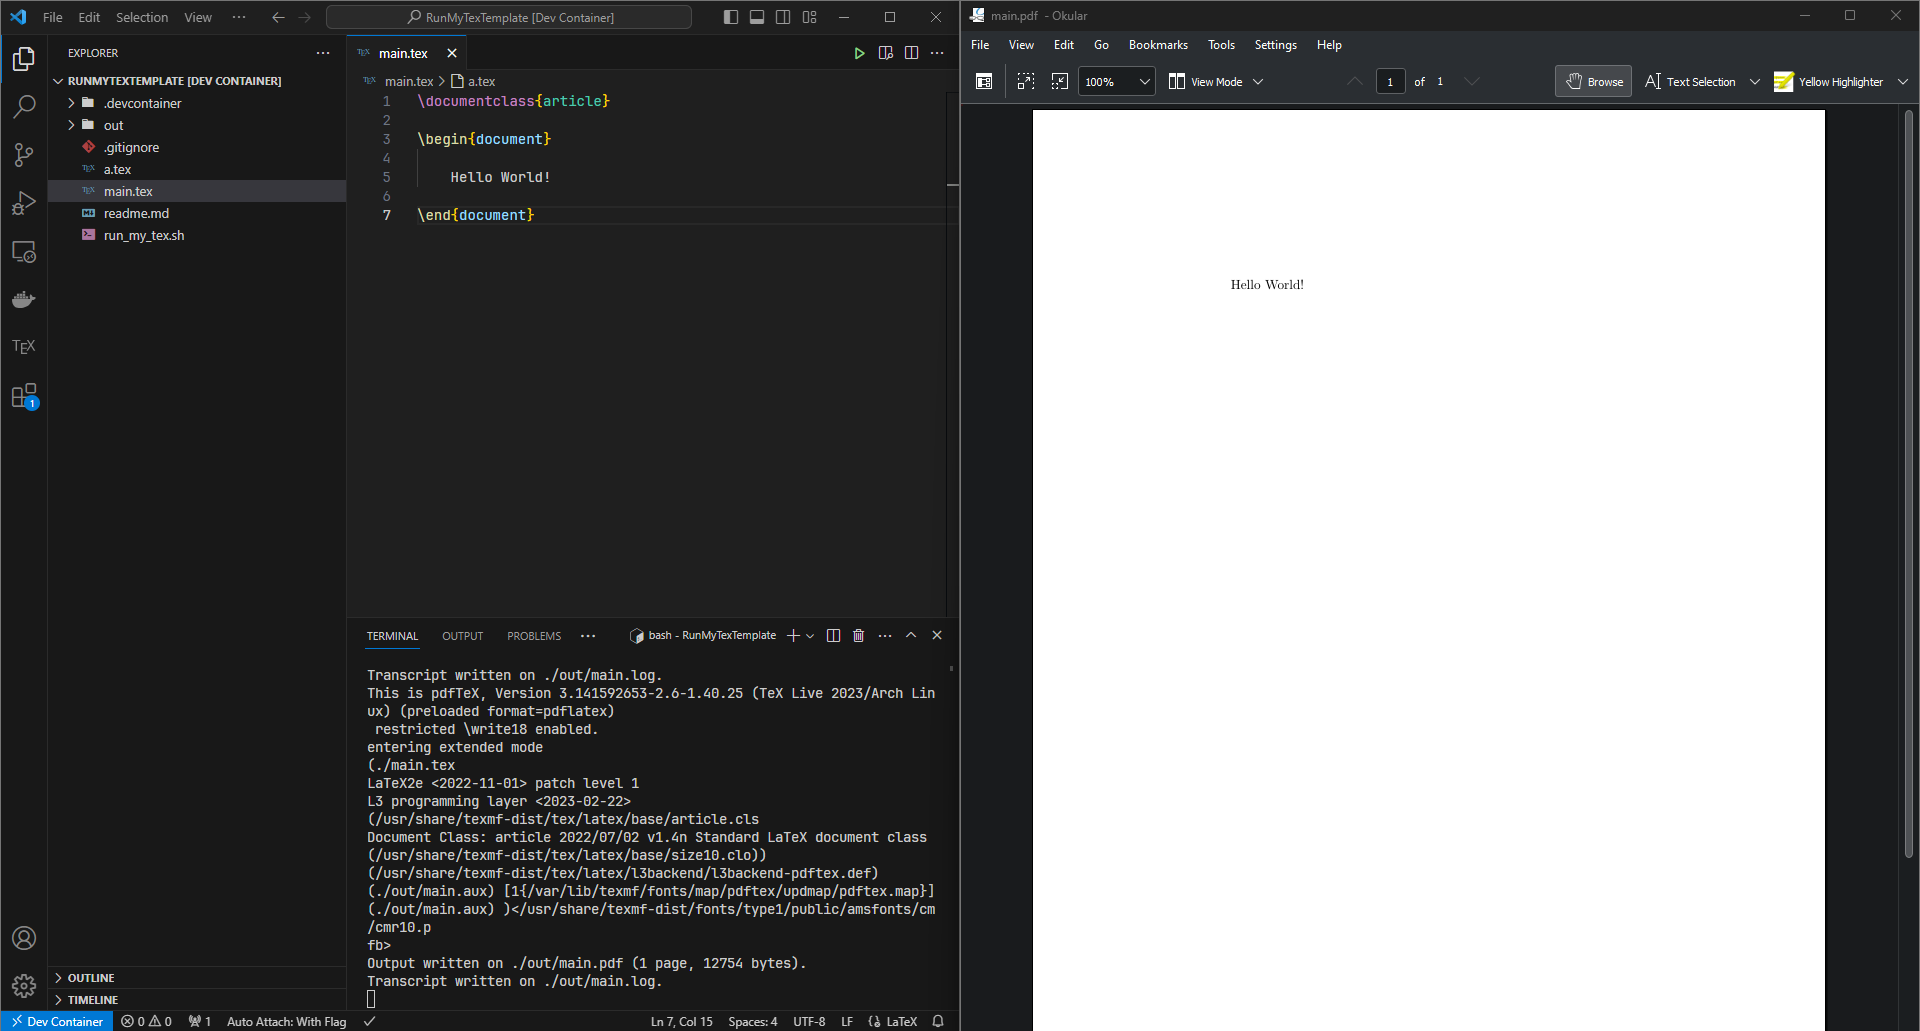 File Edit Selection View ··· RunMyTexTemplate [Dev Container]
EXPLORER ···
RUNMYTEXTEMPLATE [DEV CONTAINER]
.devcontainer
out
.gitignore
TEX a.tex
TEX main.tex
readme.md
run_my_tex.sh
TEX
1
OUTLINE
TIMELINE
TEX main.tex
TEX main.tex > a.tex
1 \documentclass{article}
2
3 \begin{document}
4
5 Hello World!
6
7 \end{document}
TERMINAL OUTPUT PROBLEMS ··· bash - RunMyTexTemplate
Transcript written on ./out/main.log.
This is pdfTeX, Version 3.141592653-2.6-1.40.25 (TeX Live 2023/Arch Lin
ux) (preloaded format=pdflatex)
restricted \write18 enabled.
entering extended mode
(./main.tex
LaTeX2e <2022-11-01> patch level 1
L3 programming layer <2023-02-22>
(/usr/share/texmf-dist/tex/latex/base/article.cls
Document Class: article 2022/07/02 v1.4n Standard LaTeX document class
(/usr/share/texmf-dist/tex/latex/base/size10.clo))
(/usr/share/texmf-dist/tex/latex/l3backend/l3backend-pdftex.def)
(./out/main.aux) [1{/var/lib/texmf/fonts/map/pdftex/updmap/pdftex.map}]
(./out/main.aux) )</usr/share/texmf-dist/fonts/type1/public/amsfonts/cm
/cmr10.p
fb>
Output written on ./out/main.pdf (1 page, 12754 bytes).
Transcript written on ./out/main.log.
Dev Container 0 0 1 Auto Attach: With Flag Ln 7, Col 15 Spaces: 4 UTF-8 LF LaTeX
main.pdf - Okular
File View Edit Go Bookmarks Tools Settings Help
100% View Mode 1 of 1 Browse Text Selection Yellow Highlighter
Hello World!